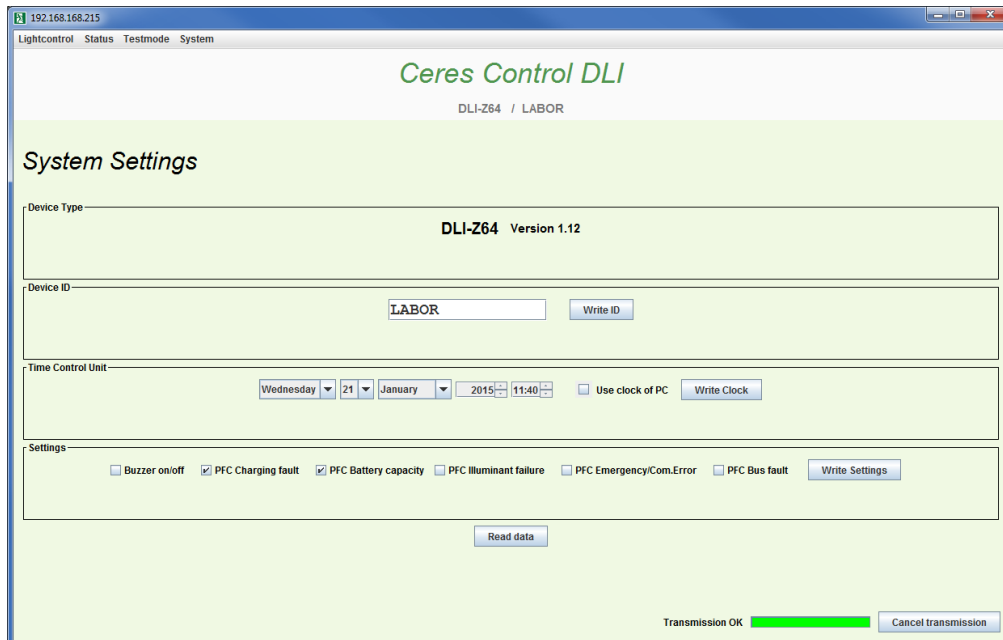 192.168.168.215
Lightcontrol Status Testmode System
Ceres Control DLI
DLI-Z64 / LABOR
System Settings
Device Type
DLI-Z64 Version 1.12
Device ID
LABOR Write ID
Time Control Unit
Wednesday 21 January 2015 11:40 Use clock of PC Write Clock
Settings
Buzzer on/off PFC Charging fault PFC Battery capacity PFC Illuminant failure PFC Emergency/Com.Error PFC Bus fault Write Settings
Read data
Transmission OK Cancel transmission